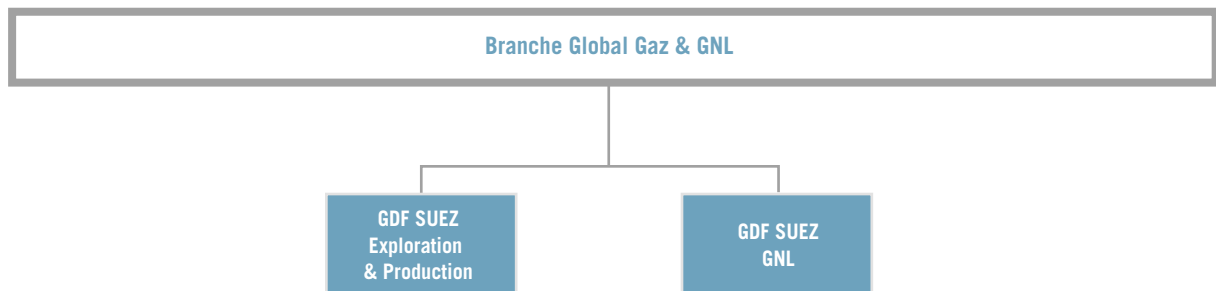 Branche Global Gaz & GNL
GDF SUEZ
Exploration
& Production
GDF SUEZ
GNL